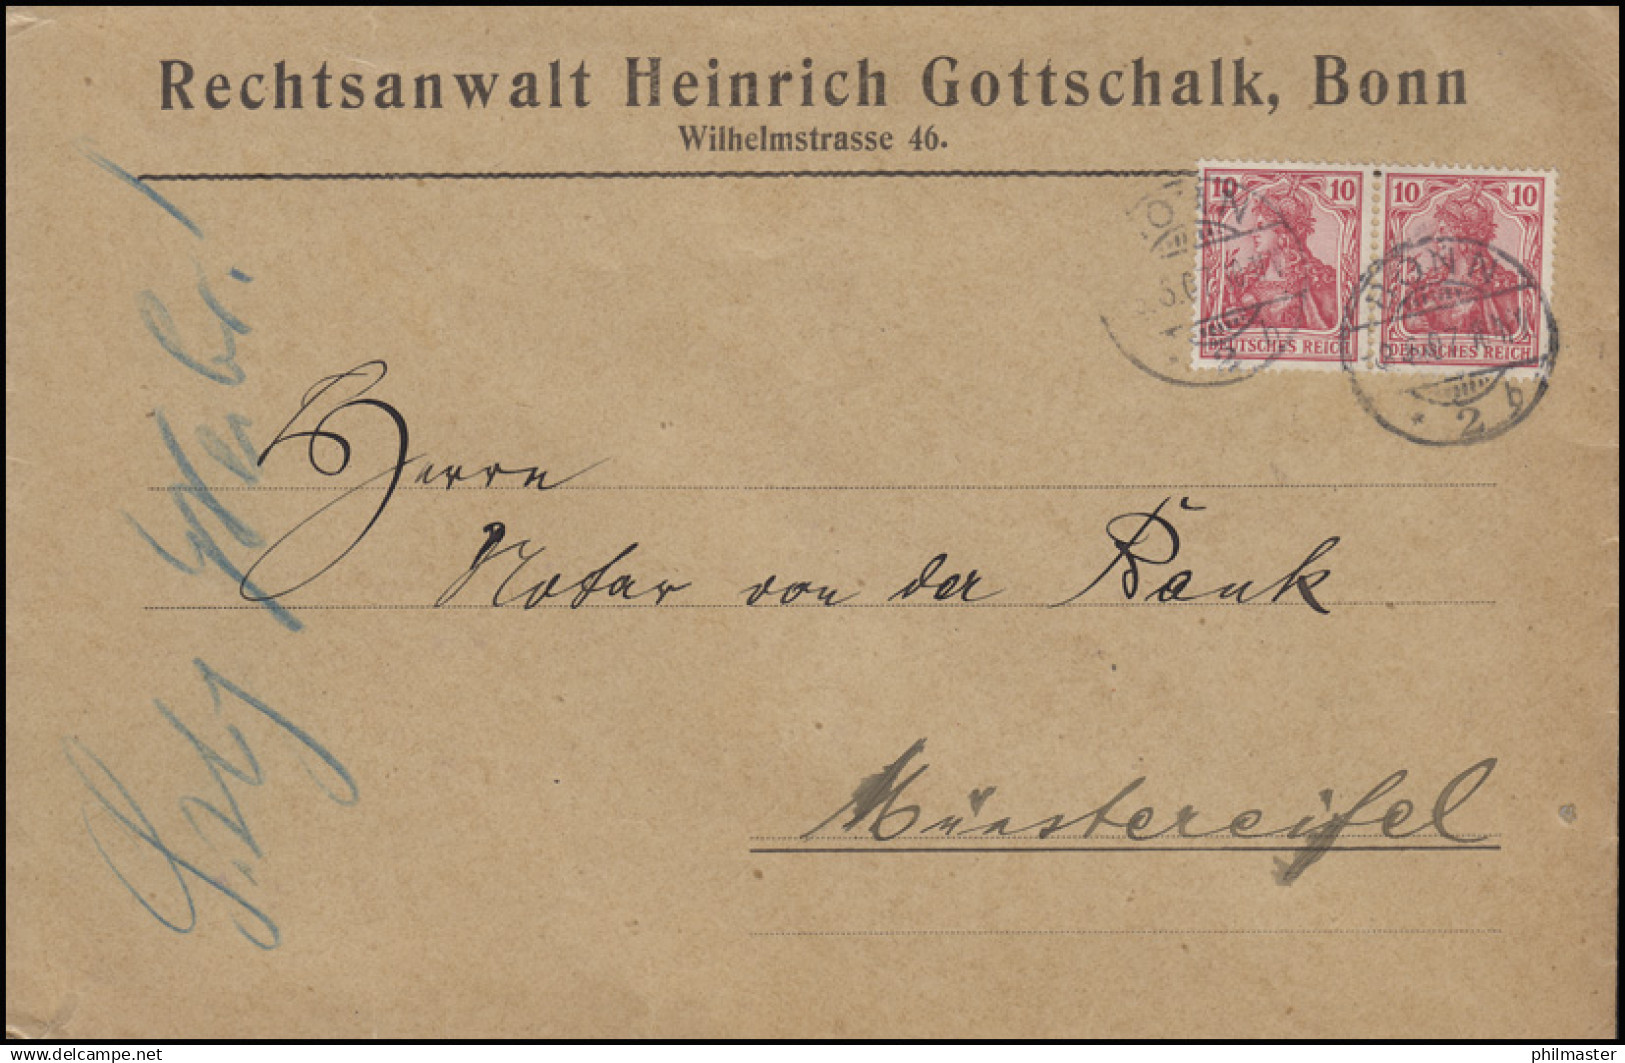 Rechtsanwalt Heinrich Gottschalk, Bonn
Wilhelmstrasse 46.
10 10
DEUTSCHES REICH
10 10
DEUTSCHES REICH
BONN
* 2 b
Herrn
Notar von der Bank
Münstereifel
delcampe.net
philmaster